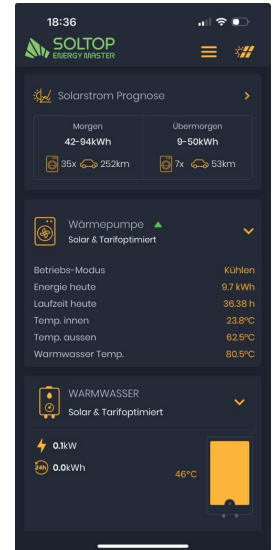 18:36
SOLTOP
ENERGY MASTER
Solarstrom Prognose
Morgen
42-94kWh
35x 252km
Übermorgen
9-50kWh
7x 53km
Wärmepumpe
Solar & Tarifoptimiert
Betriebs-Modus Kühlen
Energie heute 9.7 kWh
Laufzeit heute 36.38 h
Temp. innen 23.8°C
Temp. aussen 62.5°C
Warmwasser Temp. 80.5°C
WARMWASSER
Solar & Tarifoptimiert
0.1kW
24h 0.0kWh
46°C